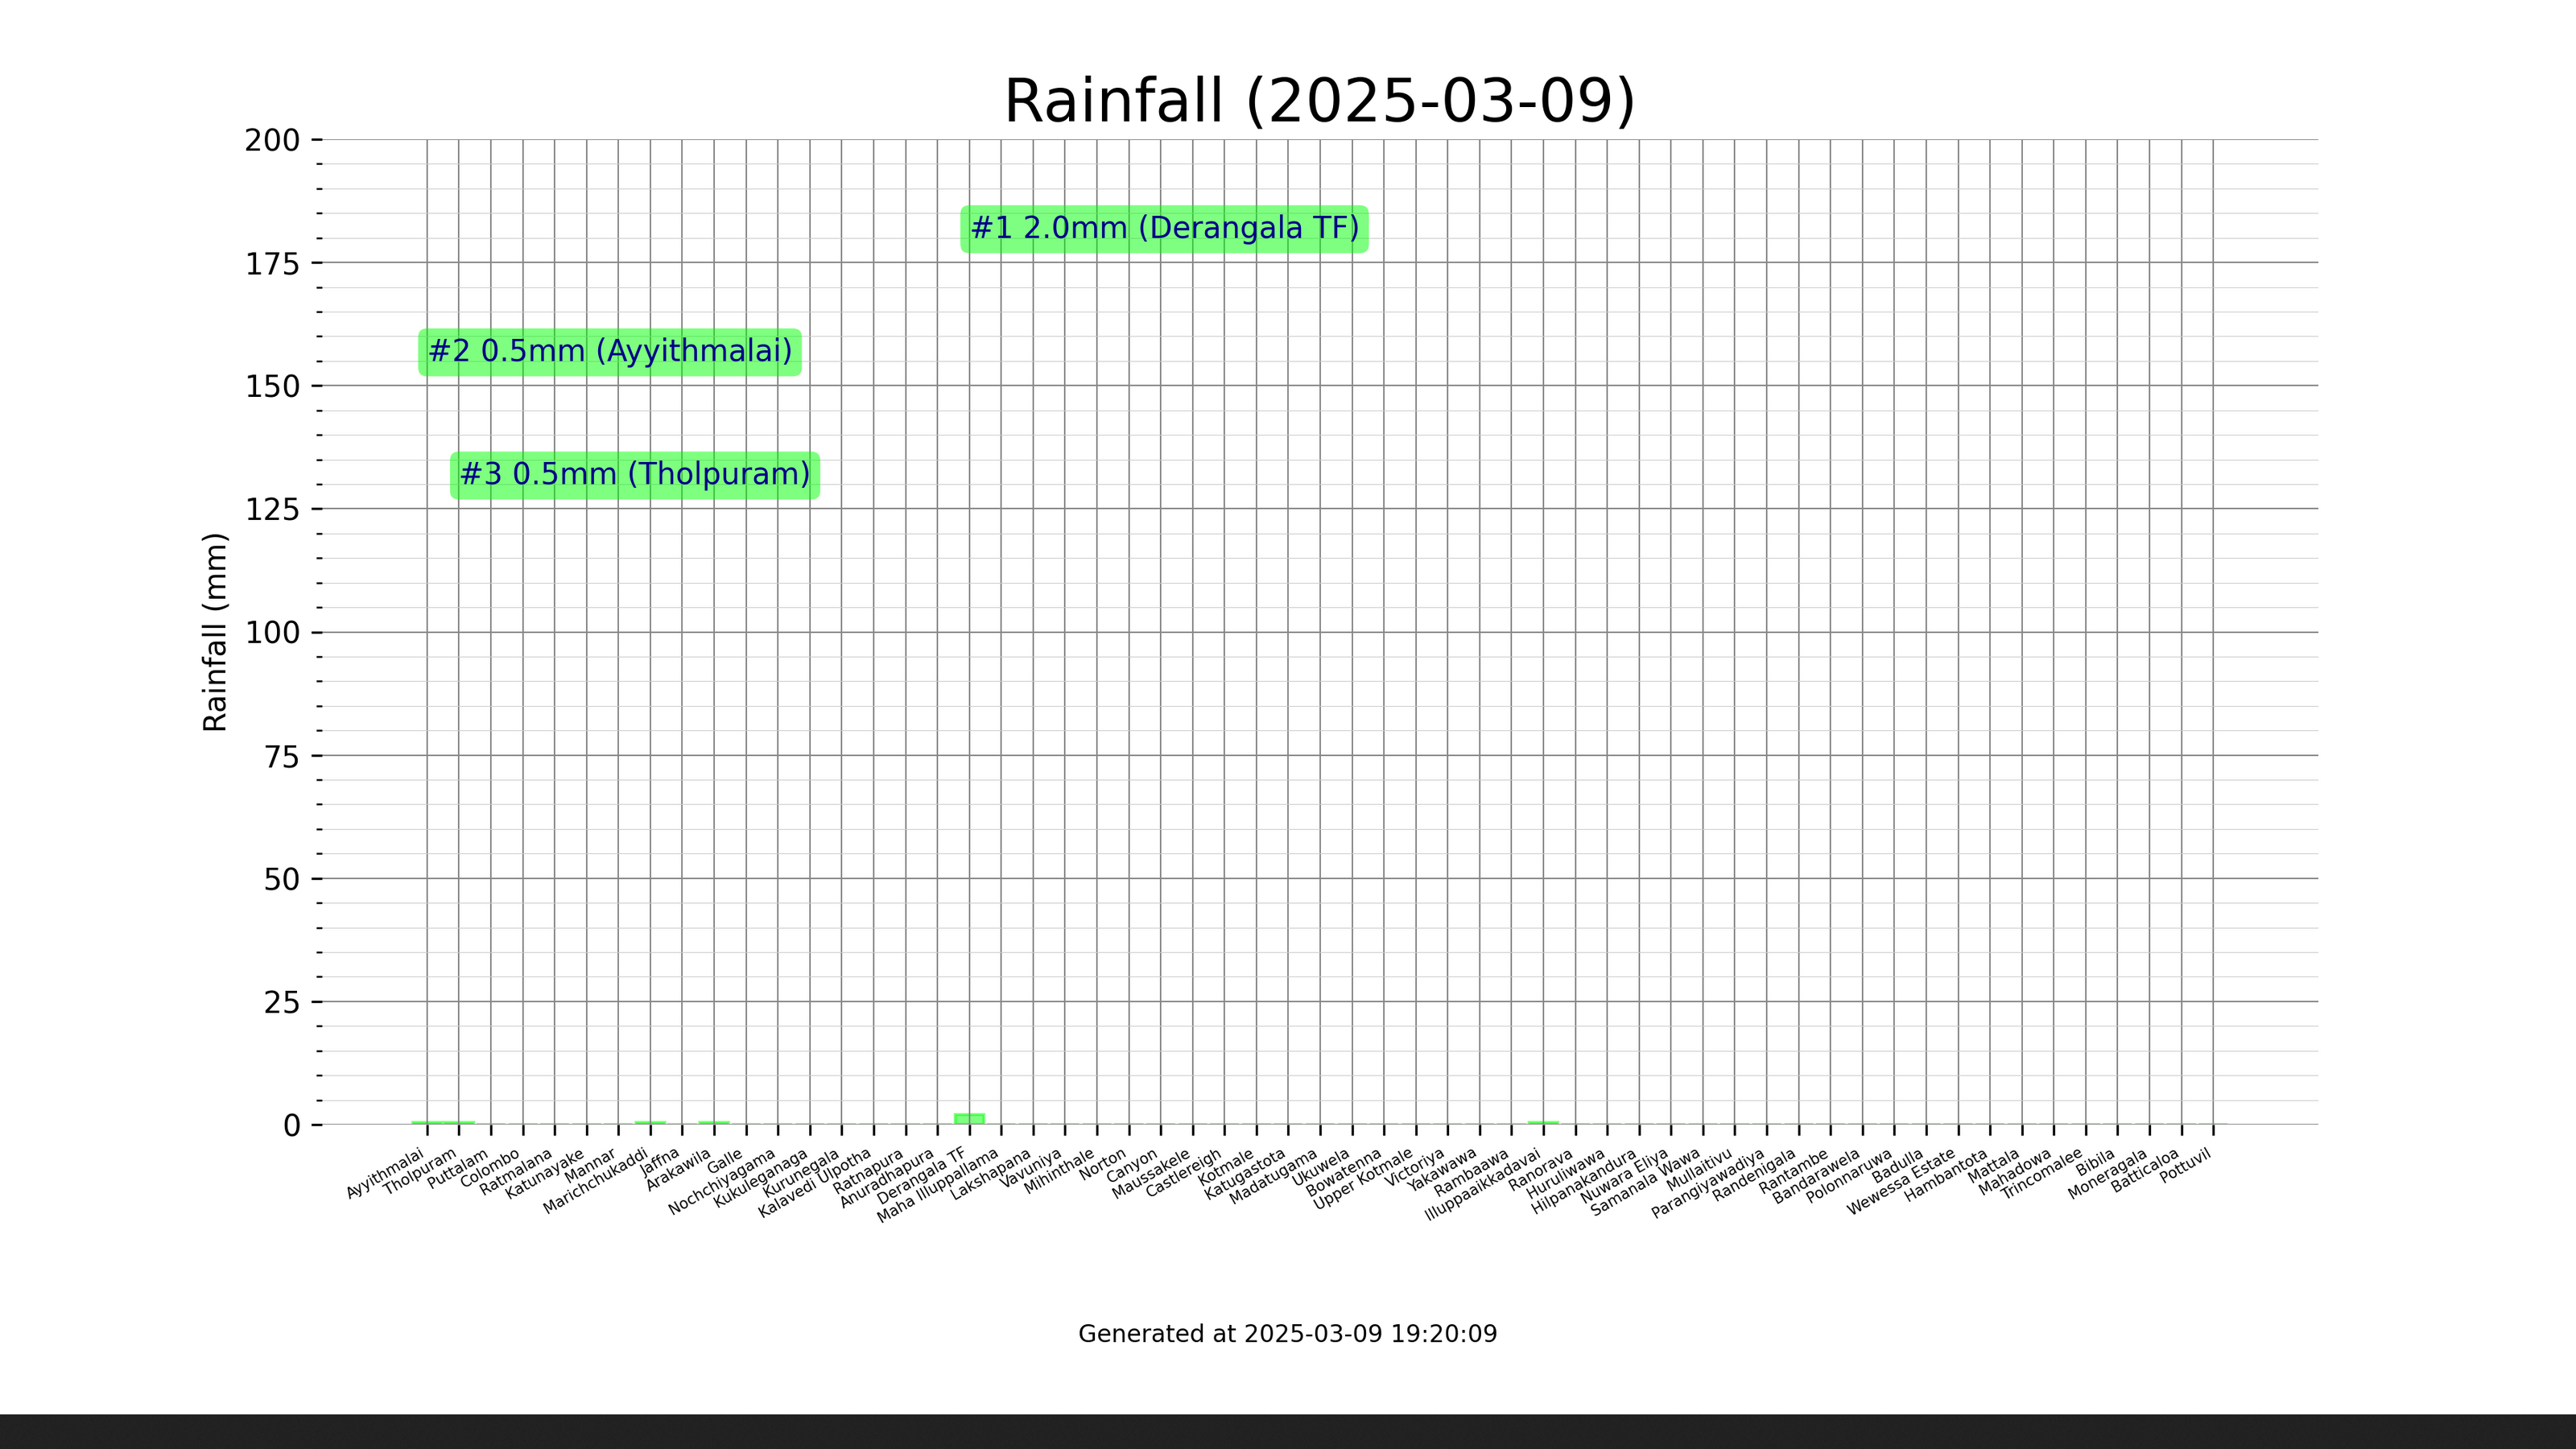 Rainfall (2025-03-09)
200
175
150
125
100
75
50
25
0
Rainfall (mm)
#1 2.0mm (Derangala TF)
#2 0.5mm (Ayyithmalai)
#3 0.5mm (Tholpuram)
Ayyithmalai
Tholpuram
Puttalam
Colombo
Ratmalana
Katunayake
Mannar
Marichchukaddi
Jaffna
Arakawila
Galle
Nochchiyagama
Kukuleganaga
Kurunegala
Kalavedi Ulpotha
Ratnapura
Anuradhapura
Derangala TF
Maha Illuppallama
Lakshapana
Vavuniya
Mihinthale
Norton
Canyon
Maussakele
Castlereigh
Kotmale
Katugastota
Madatugama
Ukuwela
Bowatenna
Upper Kotmale
Victoriya
Yakawawa
Rambaawa
Illuppaaikkadavai
Ranorava
Huruliwawa
Hilpanakandura
Nuwara Eliya
Samanala Wawa
Mullaitivu
Parangiyawadiya
Randenigala
Rantambe
Bandarawela
Polonnaruwa
Badulla
Wewessa Estate
Hambantota
Mattala
Mahadowa
Trincomalee
Bibila
Moneragala
Batticaloa
Pottuvil
Generated at 2025-03-09 19:20:09